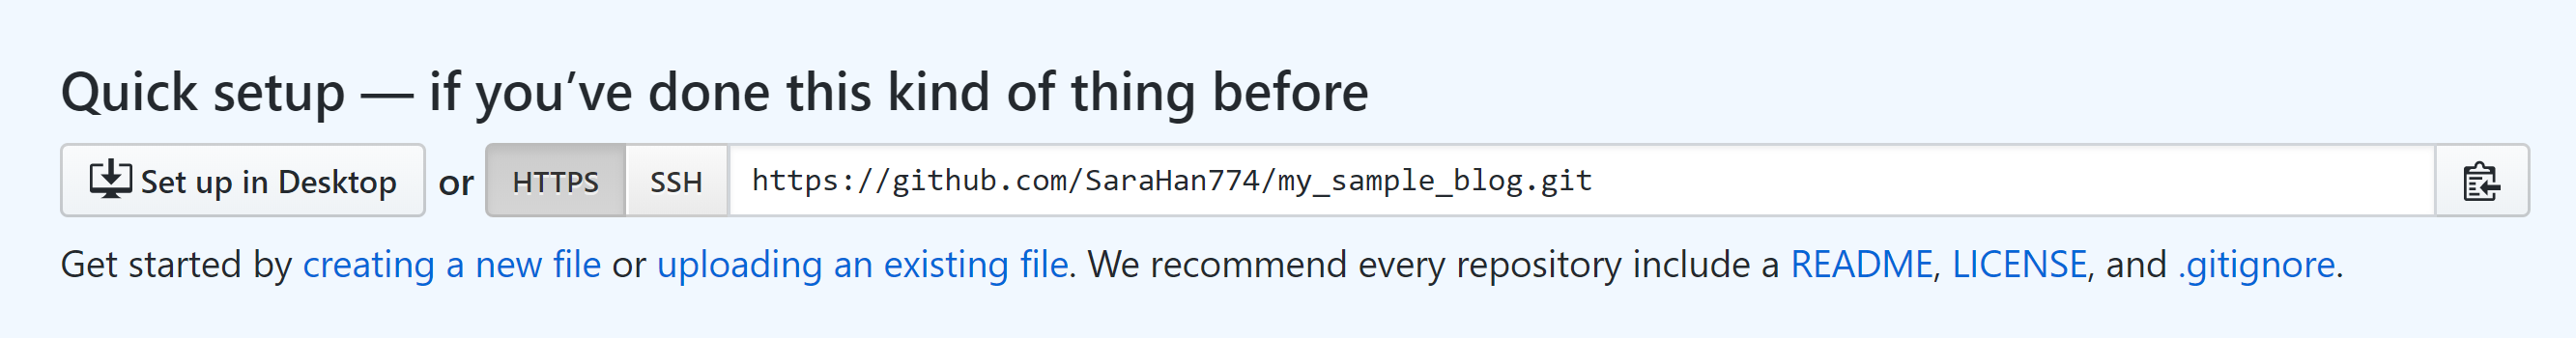 Quick setup — if you’ve done this kind of thing before
Set up in Desktop or HTTPS SSH https://github.com/SaraHan774/my_sample_blog.git
Get started by creating a new file or uploading an existing file. We recommend every repository include a README, LICENSE, and .gitignore.